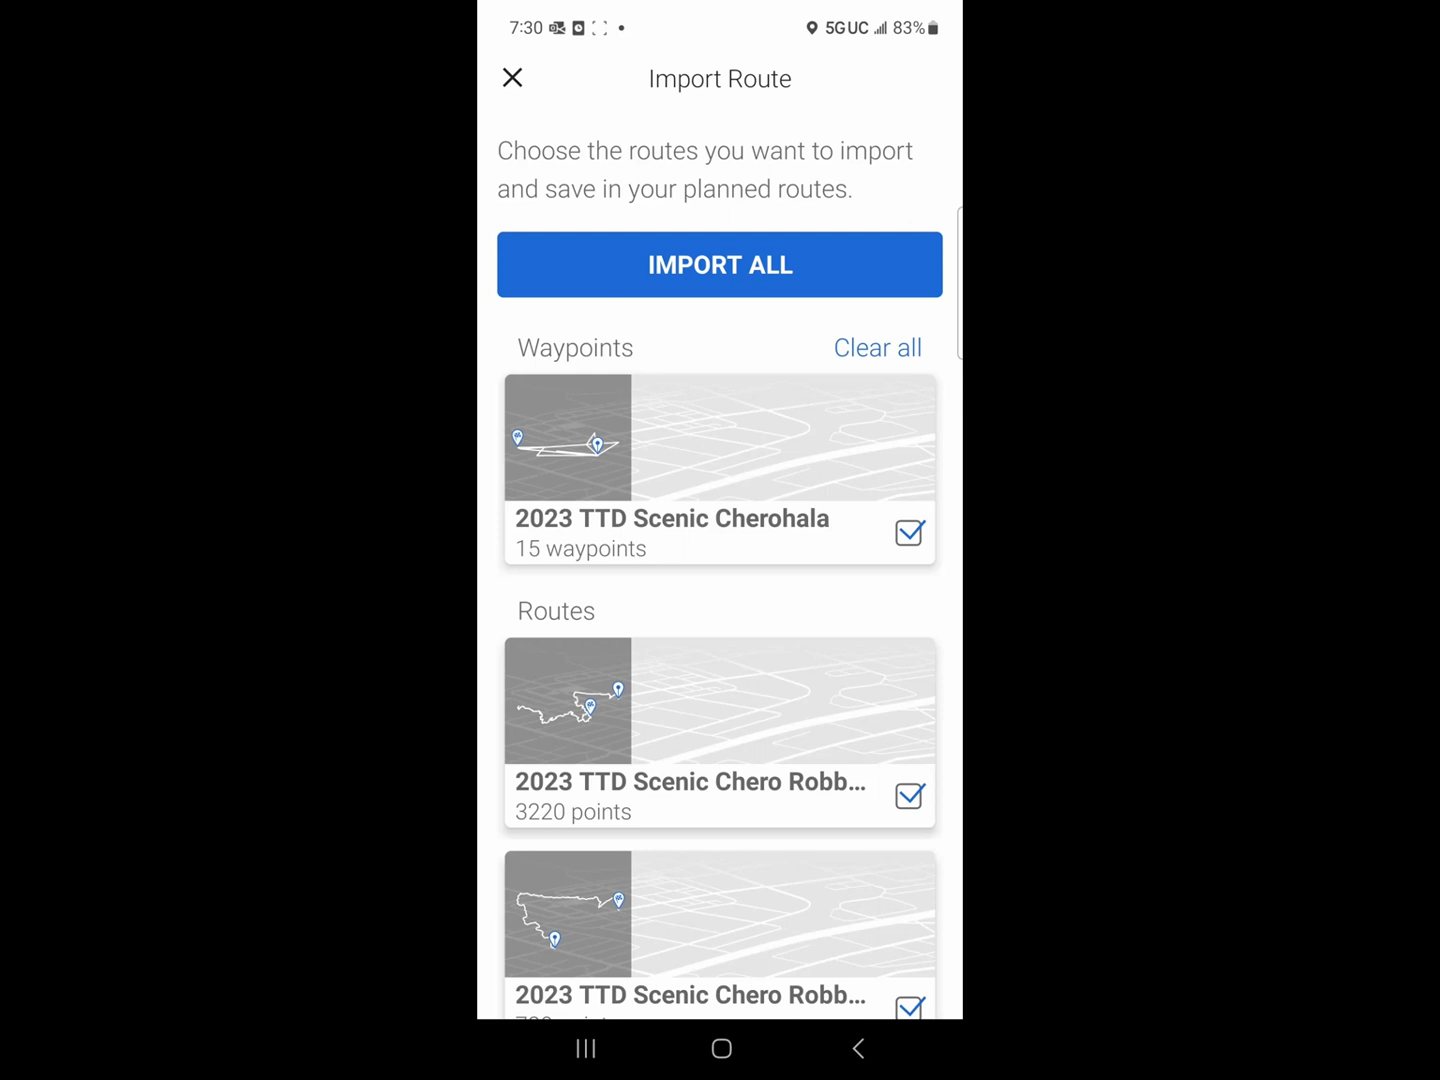 7:30
5G UC 83%
Import Route
Choose the routes you want to import
and save in your planned routes.
IMPORT ALL
Waypoints
Clear all
2023 TTD Scenic Cherohala
15 waypoints
Routes
2023 TTD Scenic Chero Robb...
3220 points
2023 TTD Scenic Chero Robb...